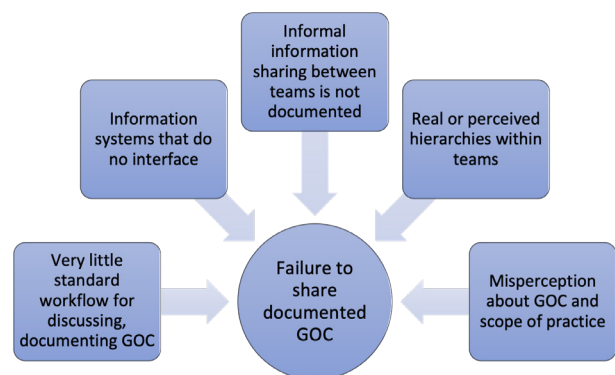 Informal
information
sharing between
teams is not
documented
Information
systems that do
no interface
Real or perceived
hierarchies within
teams
Very little
standard
workflow for
discussing,
documenting GOC
Failure to
share
documented
GOC
Misperception
about GOC and
scope of practice